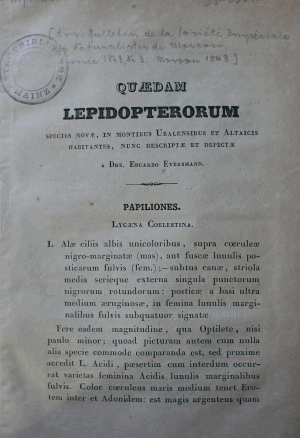 [Bulletin de la Société Impériale
des Naturalistes de Moscou
année 1843, № 3. Moscou 1843.]
QUÆDAM
LEPIDOPTERORUM
SPECIES NOVÆ, IN MONTIBUS URALENSIBUS ET ALTAICIS
HABITANTES, NUNC DESCRIPTÆ ET DEPICTÆ
A DRE. EDUARDO EVERSMANN.
PAPILIONES.
LYCÆNA COELESTINA.
1. Alæ ciliis albis unicoloribus, supra cœruleæ
nigro-marginatæ (mas), aut fuscæ lunulis pos-
ticarum fulvis (fem.); — subtus canæ, striola
media serieque externa singula punctorum
nigrorum rotundorum: posticæ a basi ultra
medium æruginosæ, in femina lunulis margi-
nalibus fulvis subquatuor signatæ
Fere eadem magnitudine, qua Optilete, nisi
paulo minor; quoad picturam autem cum nulla
alia specie commode comparanda est, sed proxime
accedit L. Acidi, pæsertim cum interdum occur-
rat varietas feminina Acidis lunulis marginalibus
fulvis. Color cœruleus maris medium tenet Ero-
tem inter et Adonidem: est magis argenteus quam